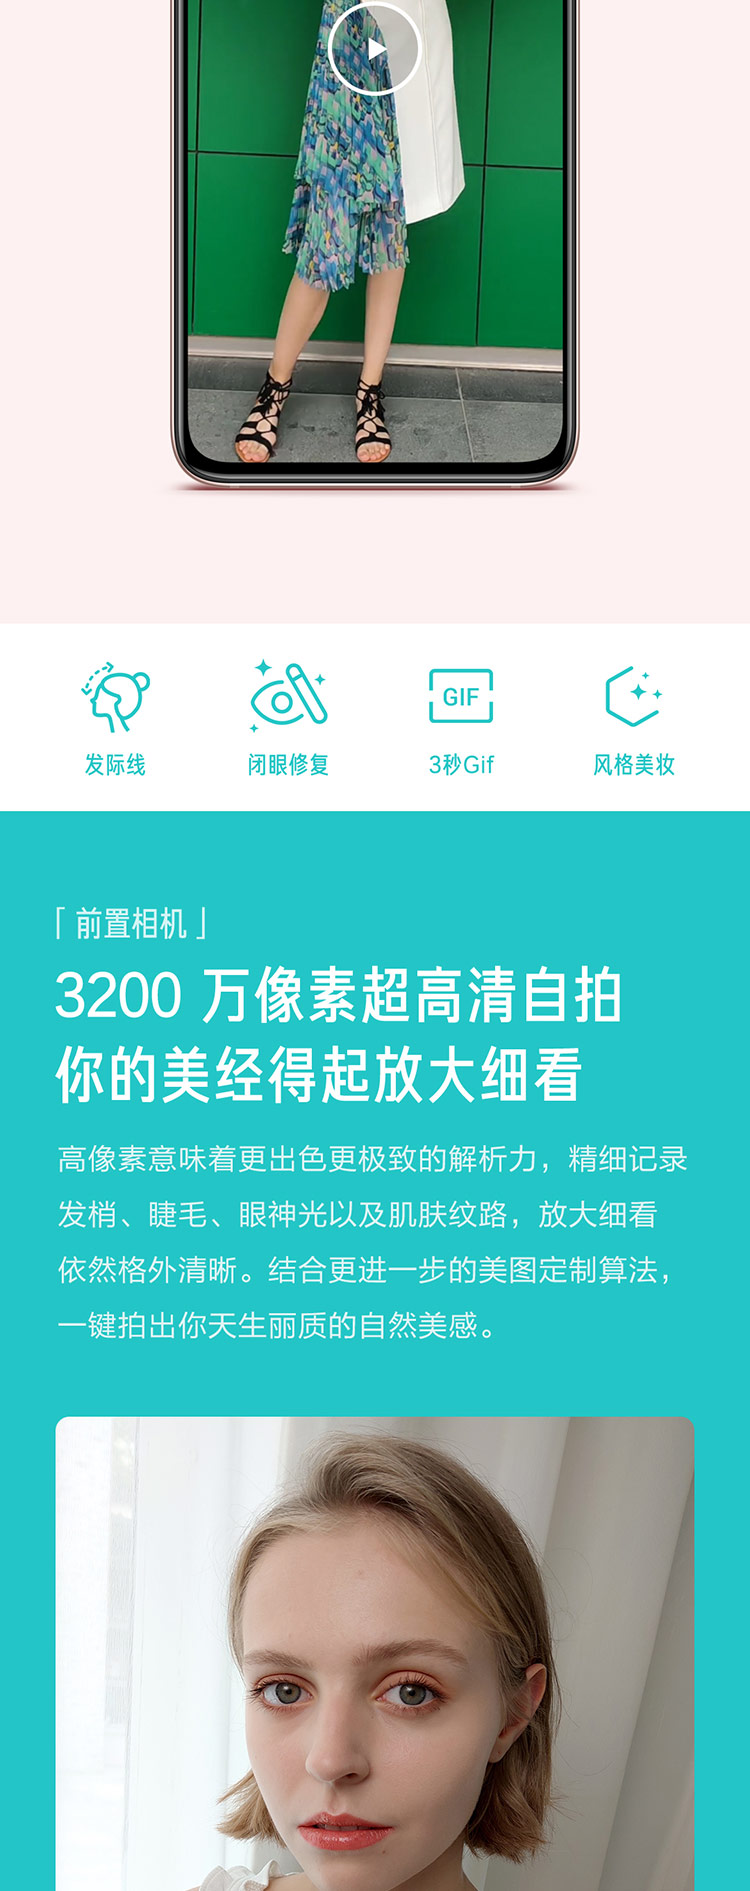 发际线
闭眼修复
GIF
3秒Gif
风格美妆
「前置相机」
3200 万像素超高清自拍
你的美经得起放大细看
高像素意味着更出色更极致的解析力，精细记录
发梢、睫毛、眼神光以及肌肤纹路，放大细看
依然格外清晰。结合更进一步的美图定制算法，
一键拍出你天生丽质的自然美感。